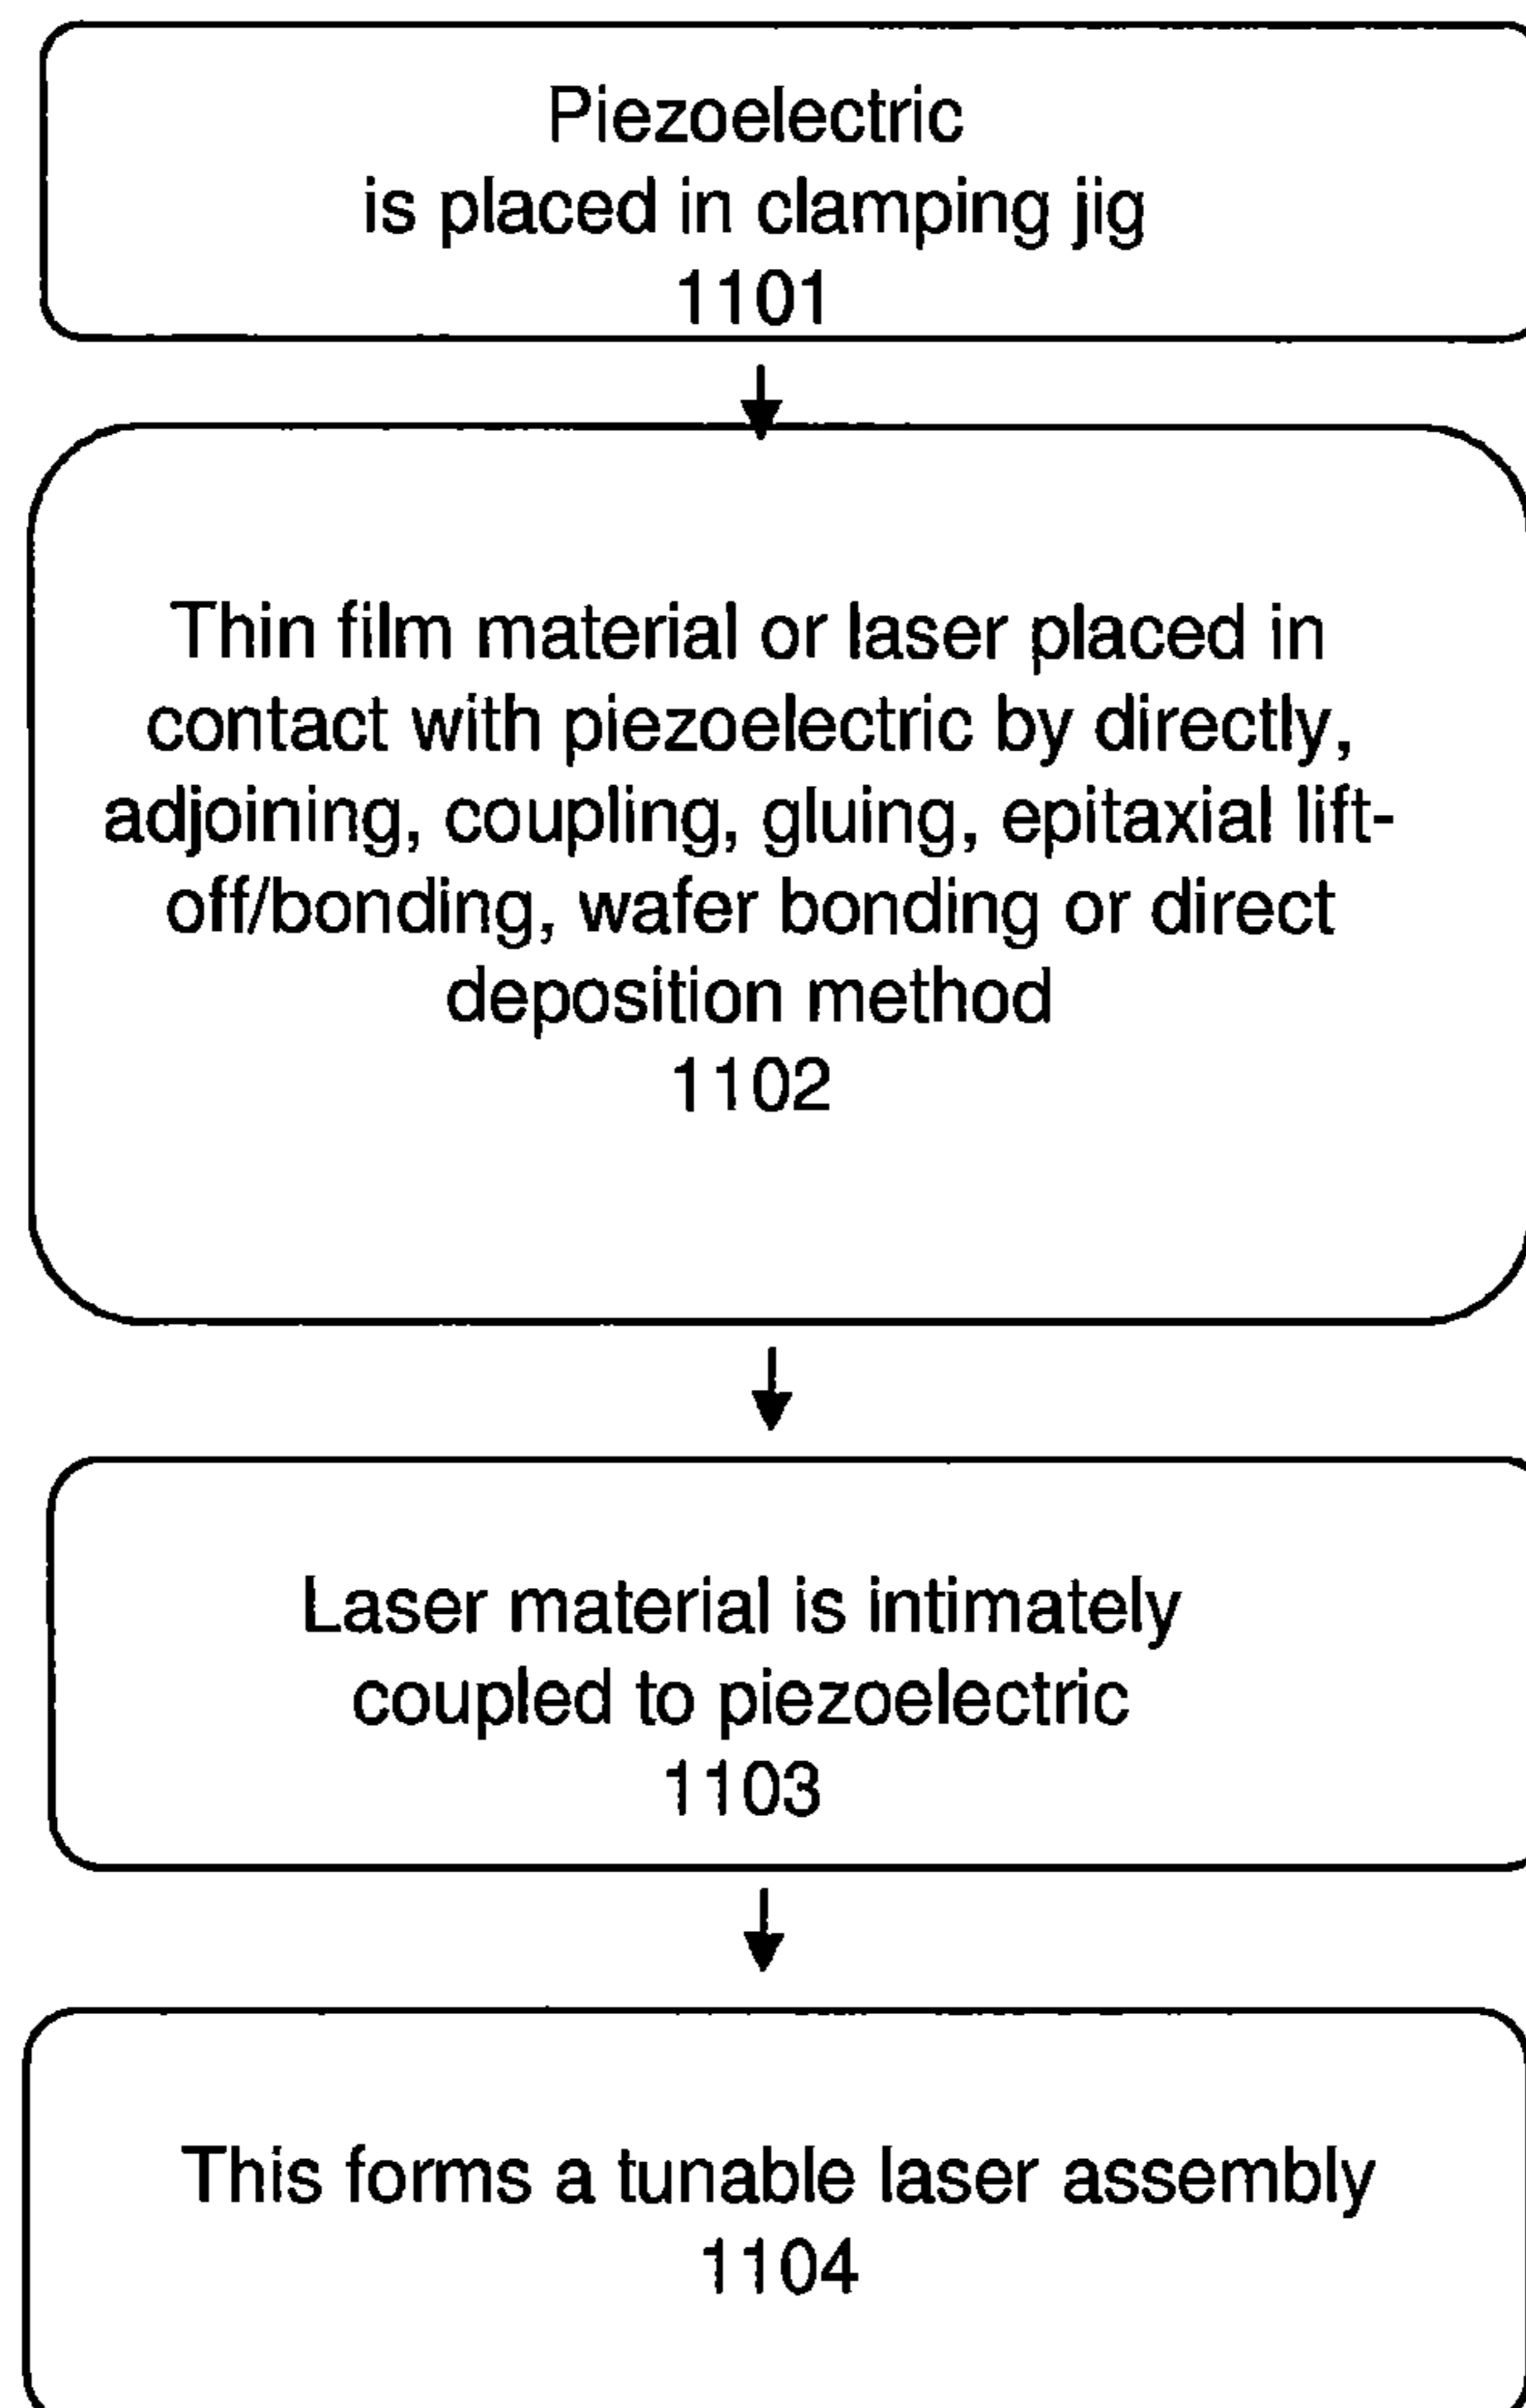 Piezoelectric
is placed in clamping jig
1101
Thin film material or laser placed in
contact with piezoelectric by directly,
adjoining, coupling, gluing, epitaxial lift-
off/bonding, wafer bonding or direct
deposition method
1102
Laser material is intimately
coupled to piezoelectric
1103
This forms a tunable laser assembly
1104